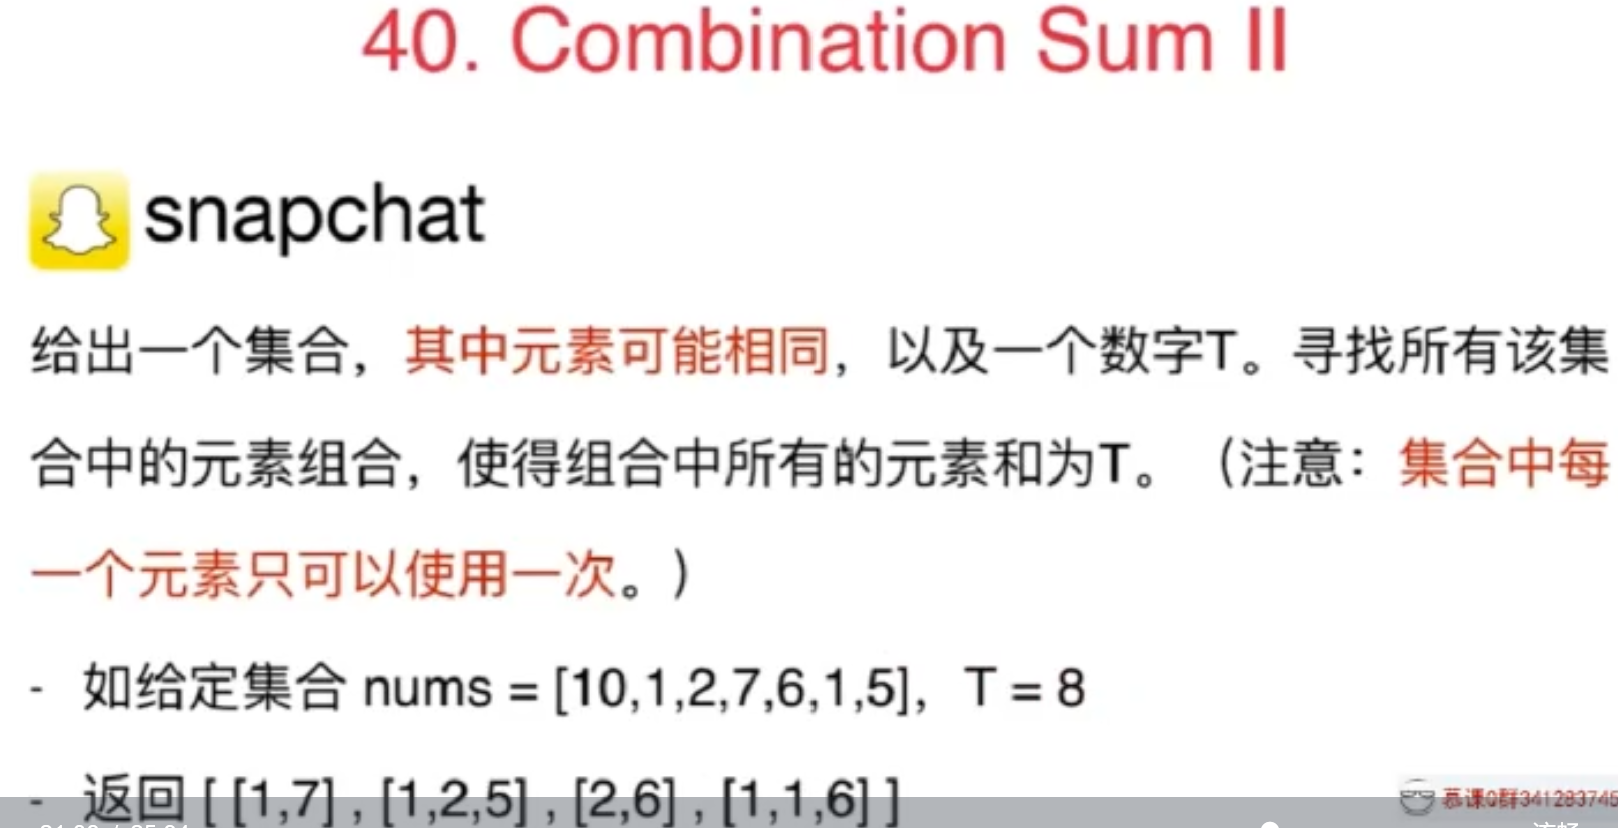 40. Combination Sum II
snapchat
给出一个集合，其中元素可能相同，以及一个数字T。寻找所有该集
合中的元素组合，使得组合中所有的元素和为T。（注意：集合中每
一个元素只可以使用一次。）
- 如给定集合 nums = [10,1,2,7,6,1,5], T = 8
- 返回 [ [1,7] , [1,2,5] , [2,6] , [1,1,6] ]
慕课Q群341283745